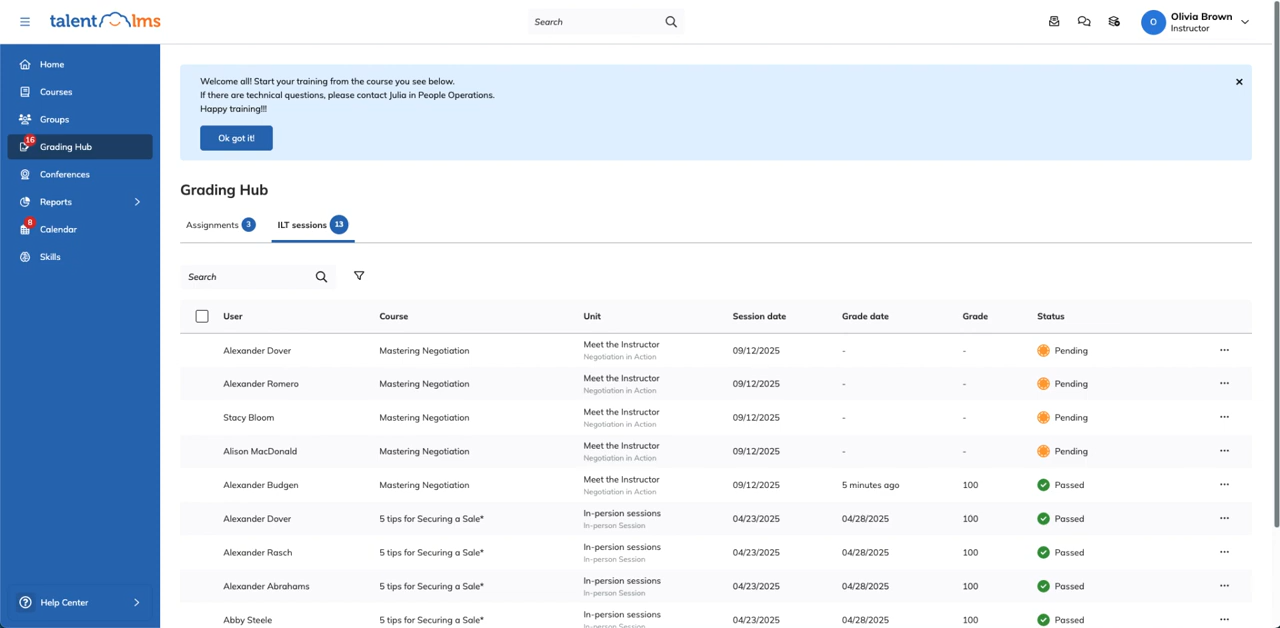 talentlms
Search
O
Olivia Brown
Instructor
Home
Courses
Groups
16
Grading Hub
Conferences
Reports
8
Calendar
Skills
Help Center
Welcome all! Start your training from the course you see below.
If there are technical questions, please contact Julia in People Operations.
Happy training!!!
Ok got it!
Grading Hub
Assignments 3 ILT sessions 13
Search
User Course Unit Session date Grade date Grade Status
Alexander Dover Mastering Negotiation Meet the Instructor 09/12/2025 - - Pending
Negotiation in Action
Alexander Romero Mastering Negotiation Meet the Instructor 09/12/2025 - - Pending
Negotiation in Action
Stacy Bloom Mastering Negotiation Meet the Instructor 09/12/2025 - - Pending
Negotiation in Action
Alison MacDonald Mastering Negotiation Meet the Instructor 09/12/2025 - - Pending
Negotiation in Action
Alexander Budgen Mastering Negotiation Meet the Instructor 09/12/2025 5 minutes ago 100 Passed
Negotiation in Action
Alexander Dover 5 tips for Securing a Sale* In-person sessions 04/23/2025 04/28/2025 100 Passed
In-person Session
Alexander Rasch 5 tips for Securing a Sale* In-person sessions 04/23/2025 04/28/2025 100 Passed
In-person Session
Alexander Abrahams 5 tips for Securing a Sale* In-person sessions 04/23/2025 04/28/2025 100 Passed
In-person Session
Abby Steele 5 tips for Securing a Sale* In-person sessions 04/23/2025 04/28/2025 100 Passed
In-person Session